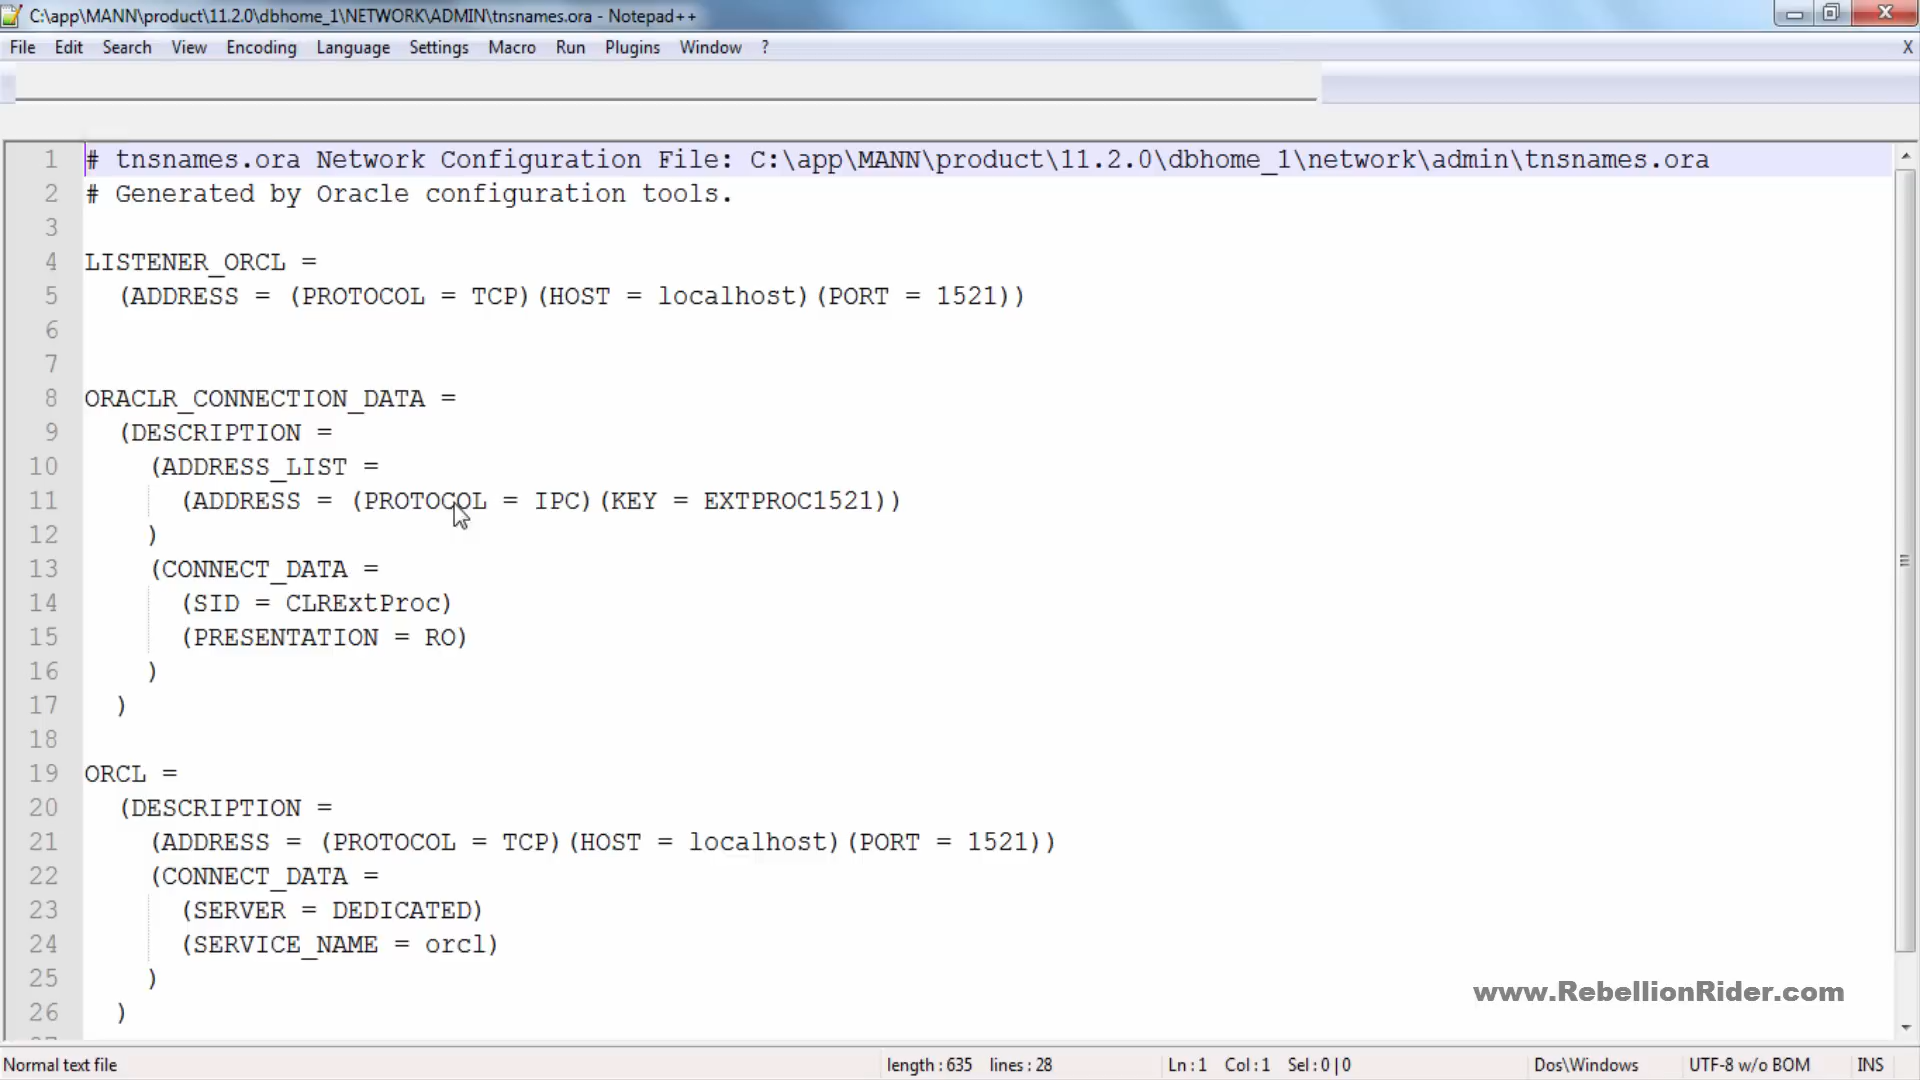 C:\app\MANN\product\11.2.0\dbhome_1\NETWORK\ADMIN\tnsnames.ora - Notepad++
File Edit Search View Encoding Language Settings Macro Run Plugins Window ? X
1 # tnsnames.ora Network Configuration File: C:\app\MANN\product\11.2.0\dbhome_1\network\admin\tnsnames.ora
2 # Generated by Oracle configuration tools.
3
4 LISTENER_ORCL =
5   (ADDRESS = (PROTOCOL = TCP)(HOST = localhost)(PORT = 1521))
6
7
8 ORACLR_CONNECTION_DATA =
9   (DESCRIPTION =
10     (ADDRESS_LIST =
11       (ADDRESS = (PROTOCOL = IPC)(KEY = EXTPROC1521))
12     )
13     (CONNECT_DATA =
14       (SID = CLRExtProc)
15       (PRESENTATION = RO)
16     )
17   )
18
19 ORCL =
20   (DESCRIPTION =
21     (ADDRESS = (PROTOCOL = TCP)(HOST = localhost)(PORT = 1521))
22     (CONNECT_DATA =
23       (SERVER = DEDICATED)
24       (SERVICE_NAME = orcl)
25     )
26   )
www.RebellionRider.com
Normal text file length : 635 lines : 28 Ln : 1 Col : 1 Sel : 0 | 0 Dos\Windows UTF-8 w/o BOM INS